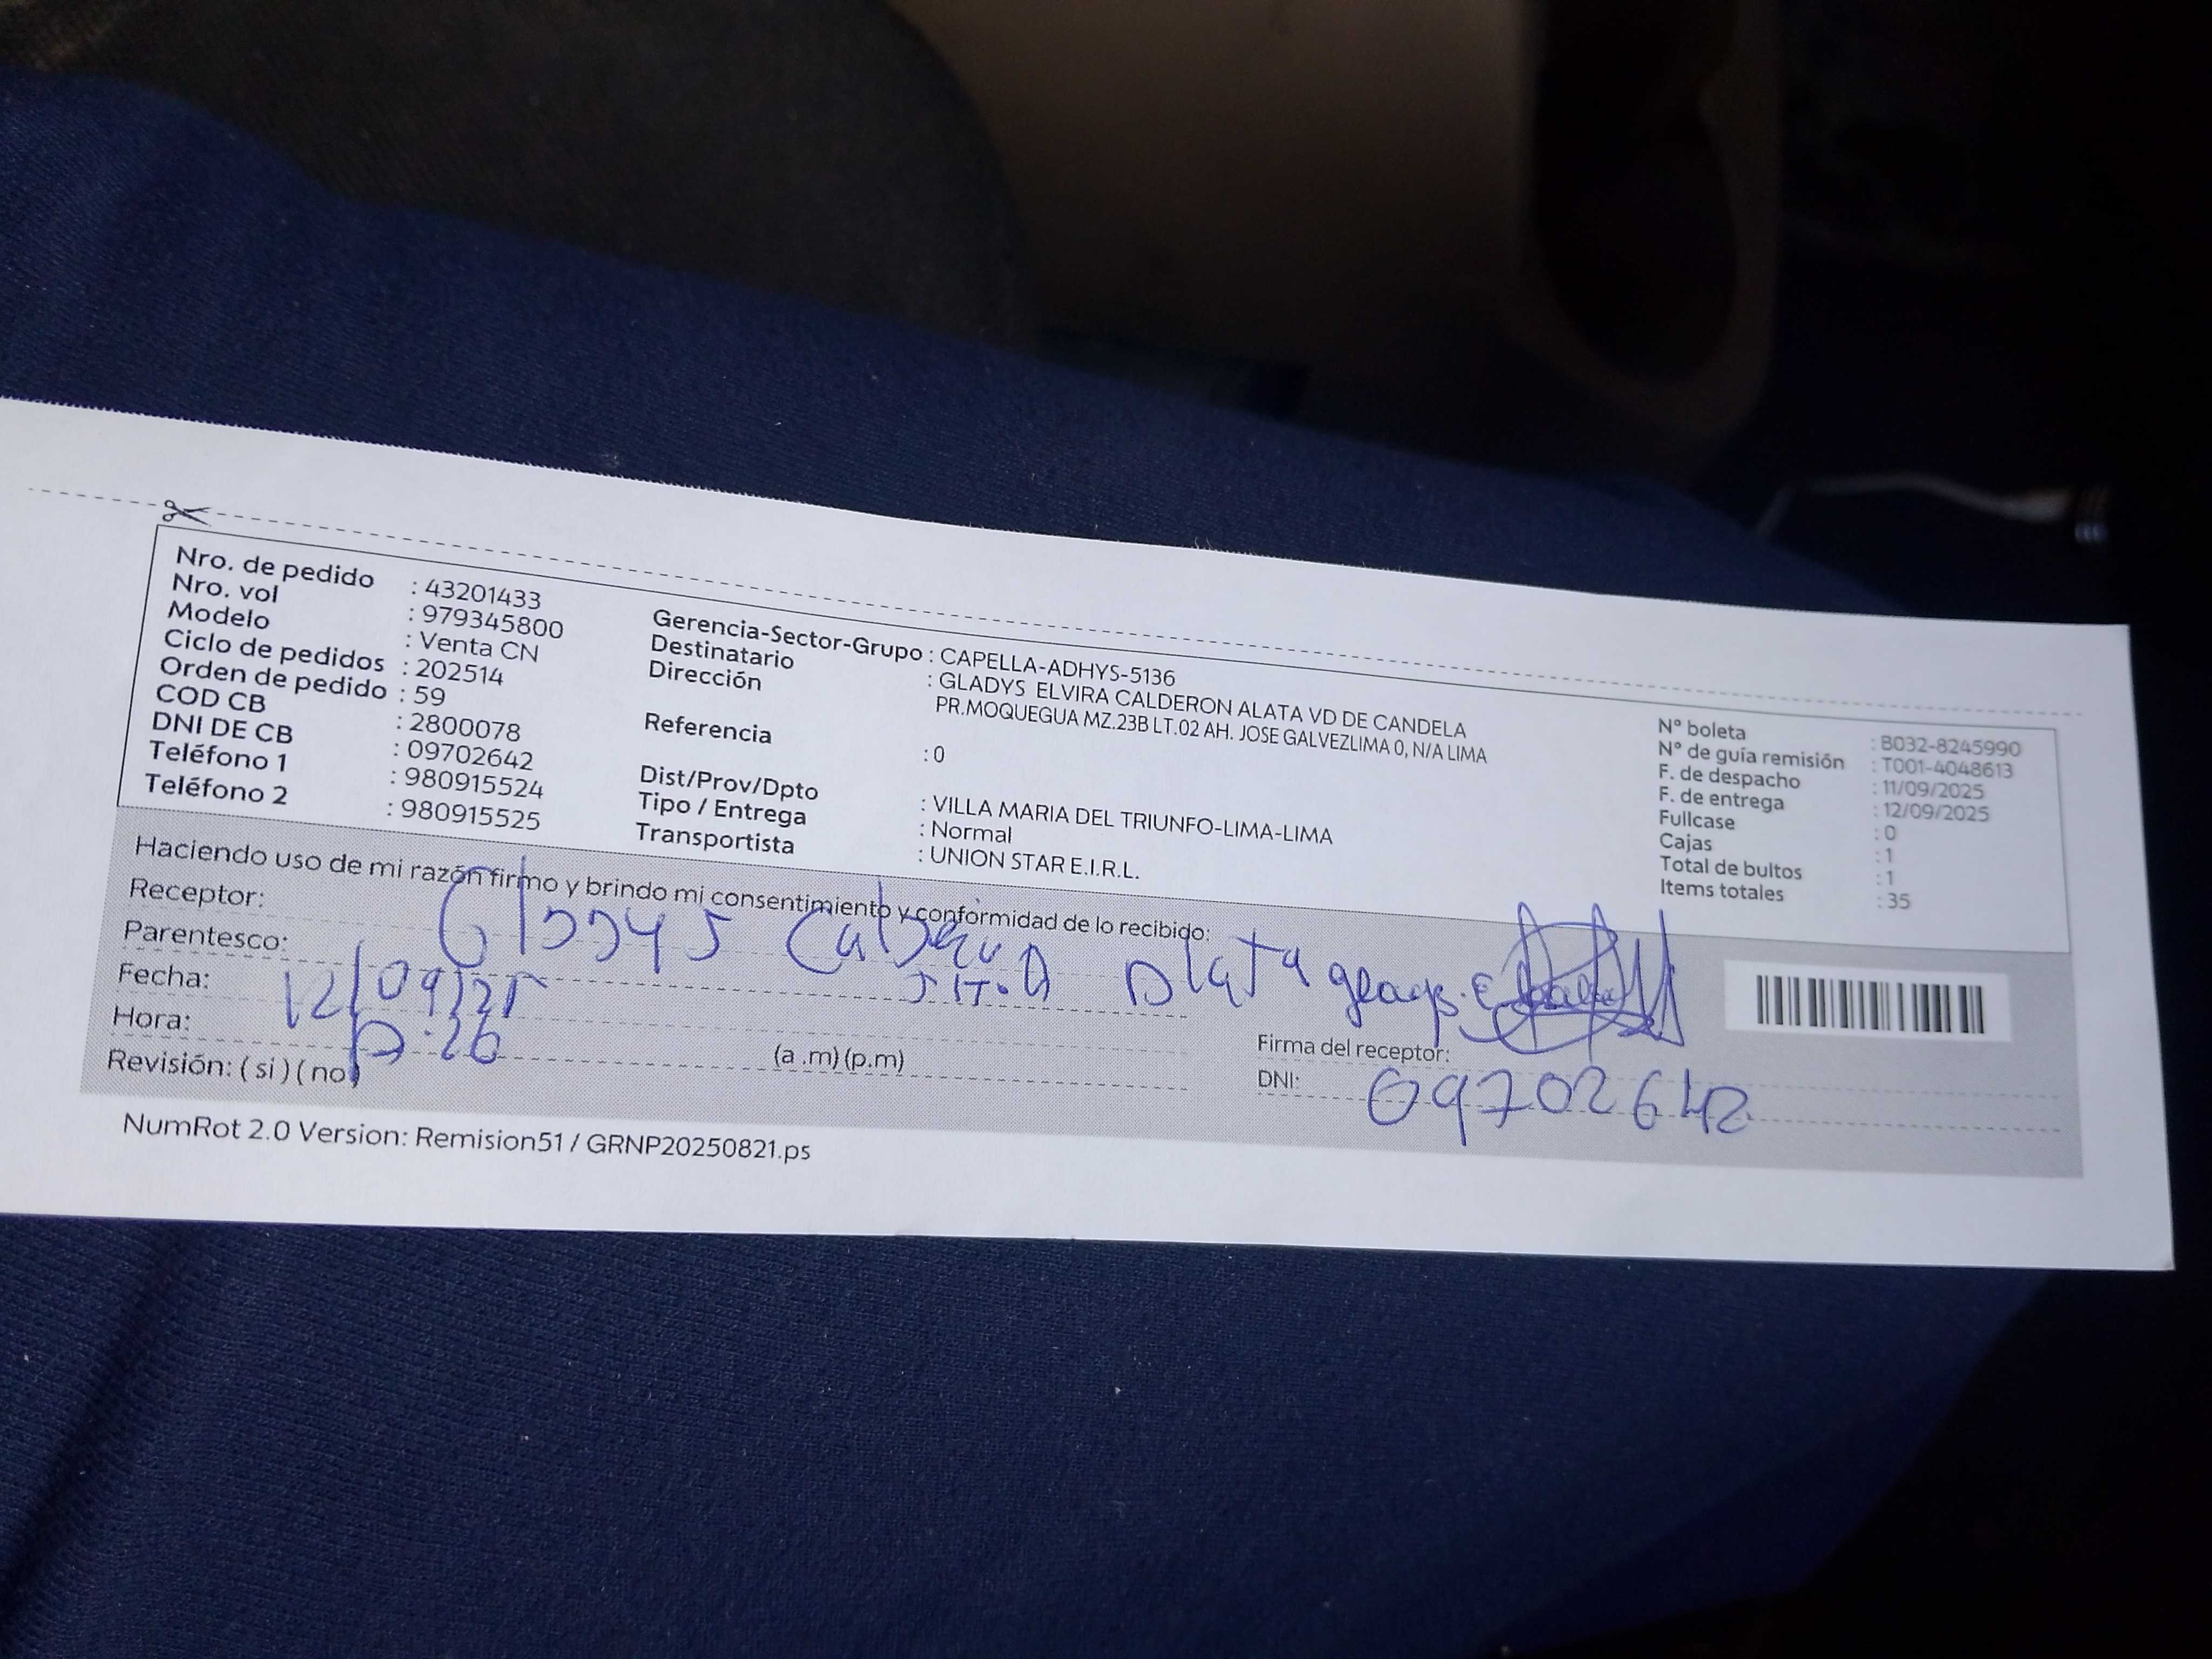 Nro. de pedido : 43201433
Nro. vol : 979345800
Modelo : Venta CN
Ciclo de pedidos : 202514
Orden de pedido : 59
COD CB : 2800078
DNI DE CB : 09702642
Teléfono 1 : 980915524
Teléfono 2 : 980915525
Gerencia-Sector-Grupo : CAPELLA-ADHYS-5136
Destinatario : GLADYS ELVIRA CALDERON ALATA VD DE CANDELA
Dirección PR.MOQUEGUA MZ.23B LT.02 AH. JOSE GALVEZLIMA 0, N/A LIMA
Referencia : 0
Dist/Prov/Dpto : VILLA MARIA DEL TRIUNFO-LIMA-LIMA
Tipo / Entrega : Normal
Transportista : UNION STAR E.I.R.L.
N° boleta : B032-8245990
N° de guía remisión : T001-4048613
F. de despacho : 11/09/2025
F. de entrega : 12/09/2025
Fullcase : 0
Cajas : 1
Total de bultos : 1
Items totales : 35
Haciendo uso de mi razón firmo y brindo mi consentimiento y conformidad de lo recibido:
Receptor: Gladys Alata
Parentesco:
Fecha: 12/09/25
Hora: (a .m) (p.m)
Revisión: ( si ) ( no )
Firma del receptor:
DNI: 09702642
NumRot 2.0 Version: Remision51 / GRNP20250821.ps